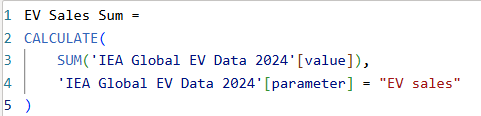 1 EV Sales Sum =
2 CALCULATE(
3     SUM('IEA Global EV Data 2024'[value]),
4     'IEA Global EV Data 2024'[parameter] = "EV sales"
5 )